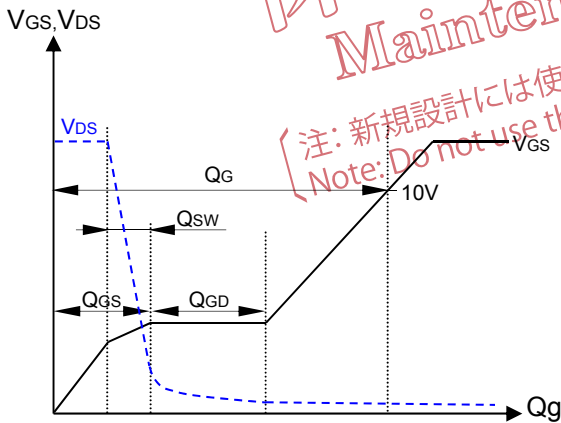 VGS,VDS
Mainten
注: 新規設計には使
Note: Do not use th
VDS
VGS
QG
10V
QSW
QGS
QGD
Qg